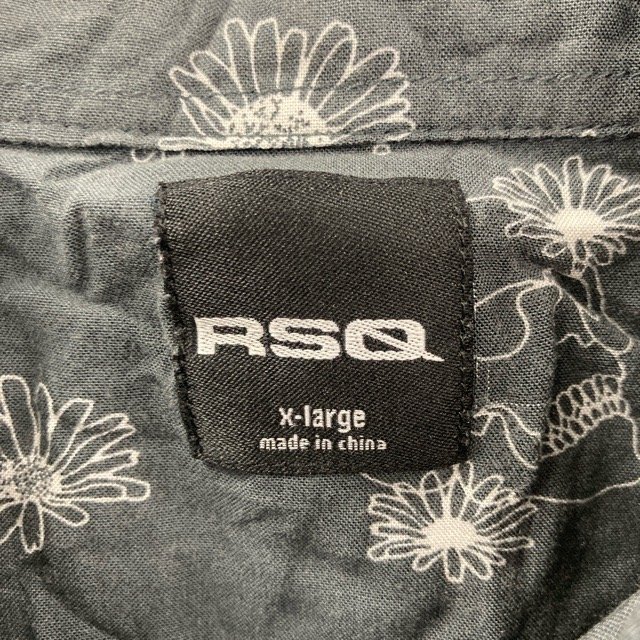 RSQ
x-large
made in china